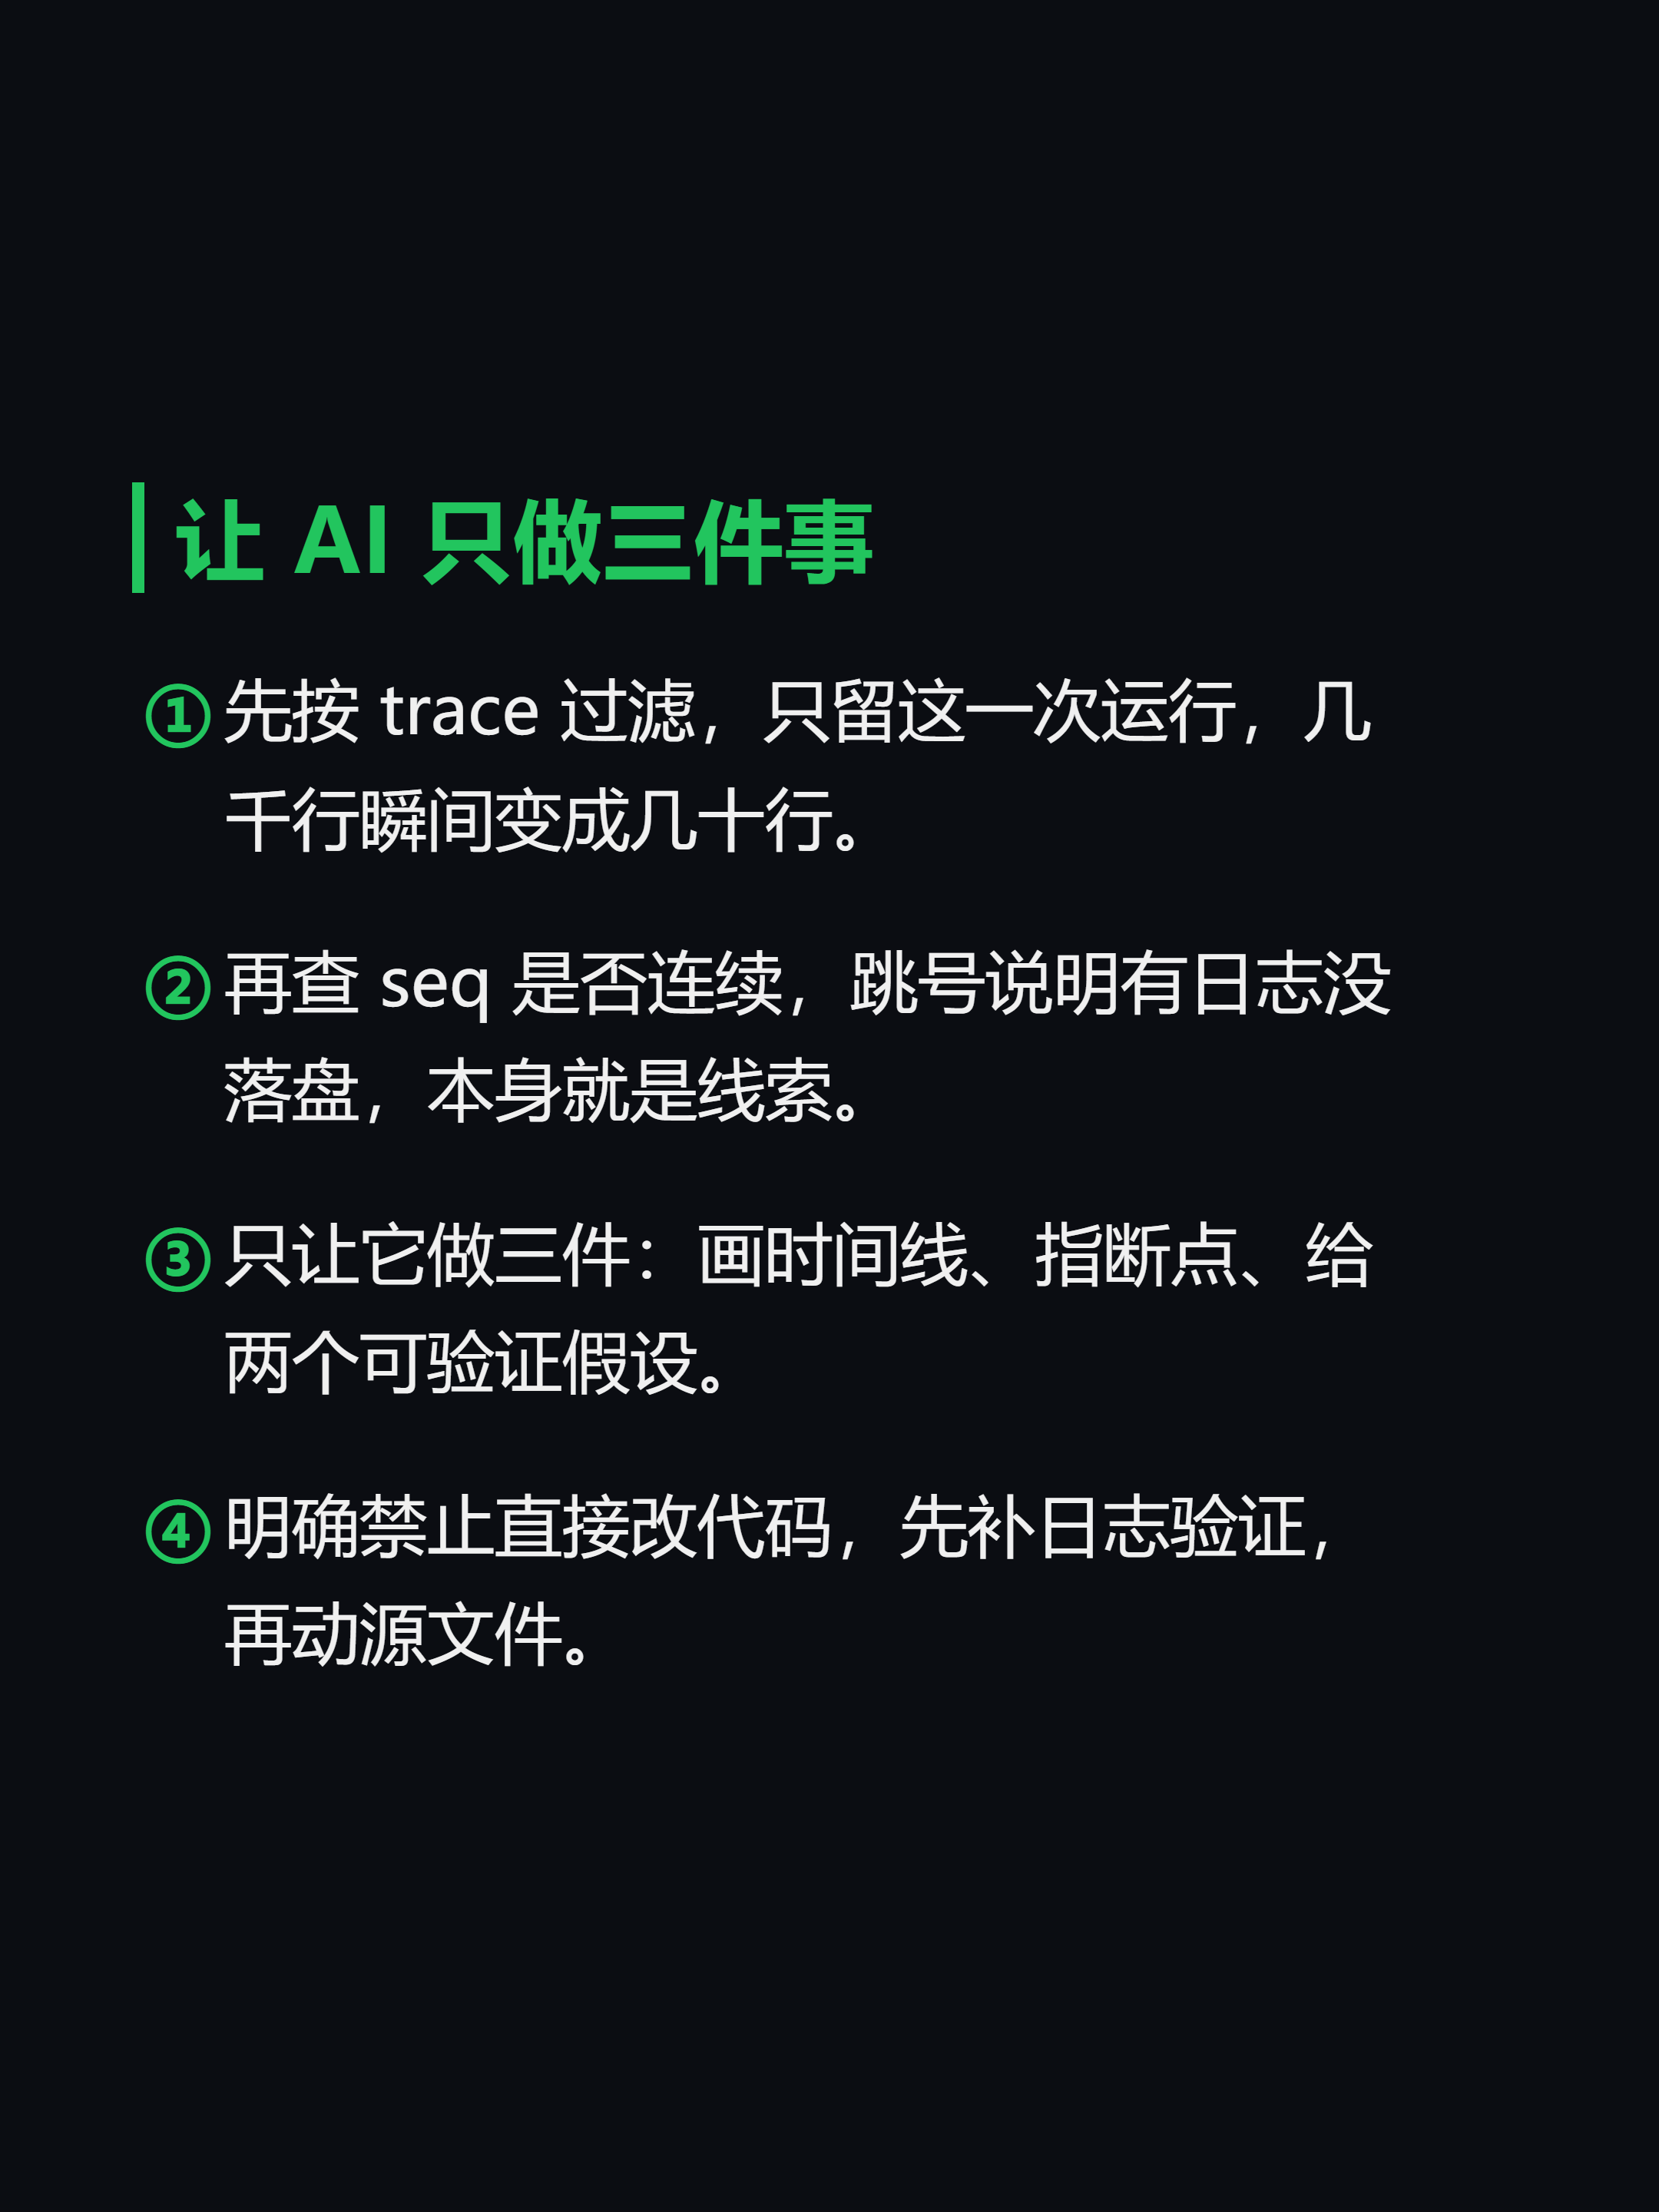 让 AI 只做三件事
①先按 trace 过滤，只留这一次运行，几
千行瞬间变成几十行。
②再查 seq 是否连续，跳号说明有日志没
落盘，本身就是线索。
③只让它做三件：画时间线、指断点、给
两个可验证假设。
④明确禁止直接改代码，先补日志验证，
再动源文件。